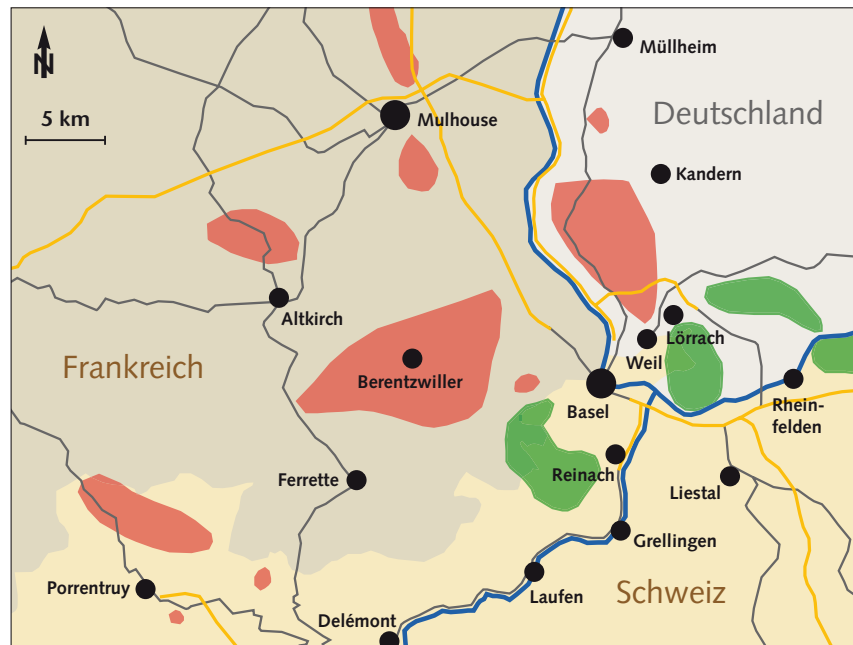 N
Müllheim
5 km
Deutschland
Mulhouse
Kandern
Altkirch
Lörrach
Weil
Frankreich
Berentzwiller
Basel
Rhein-
felden
Reinach
Ferrette
Liestal
Grellingen
Laufen
Schweiz
Porrentruy
Delémont